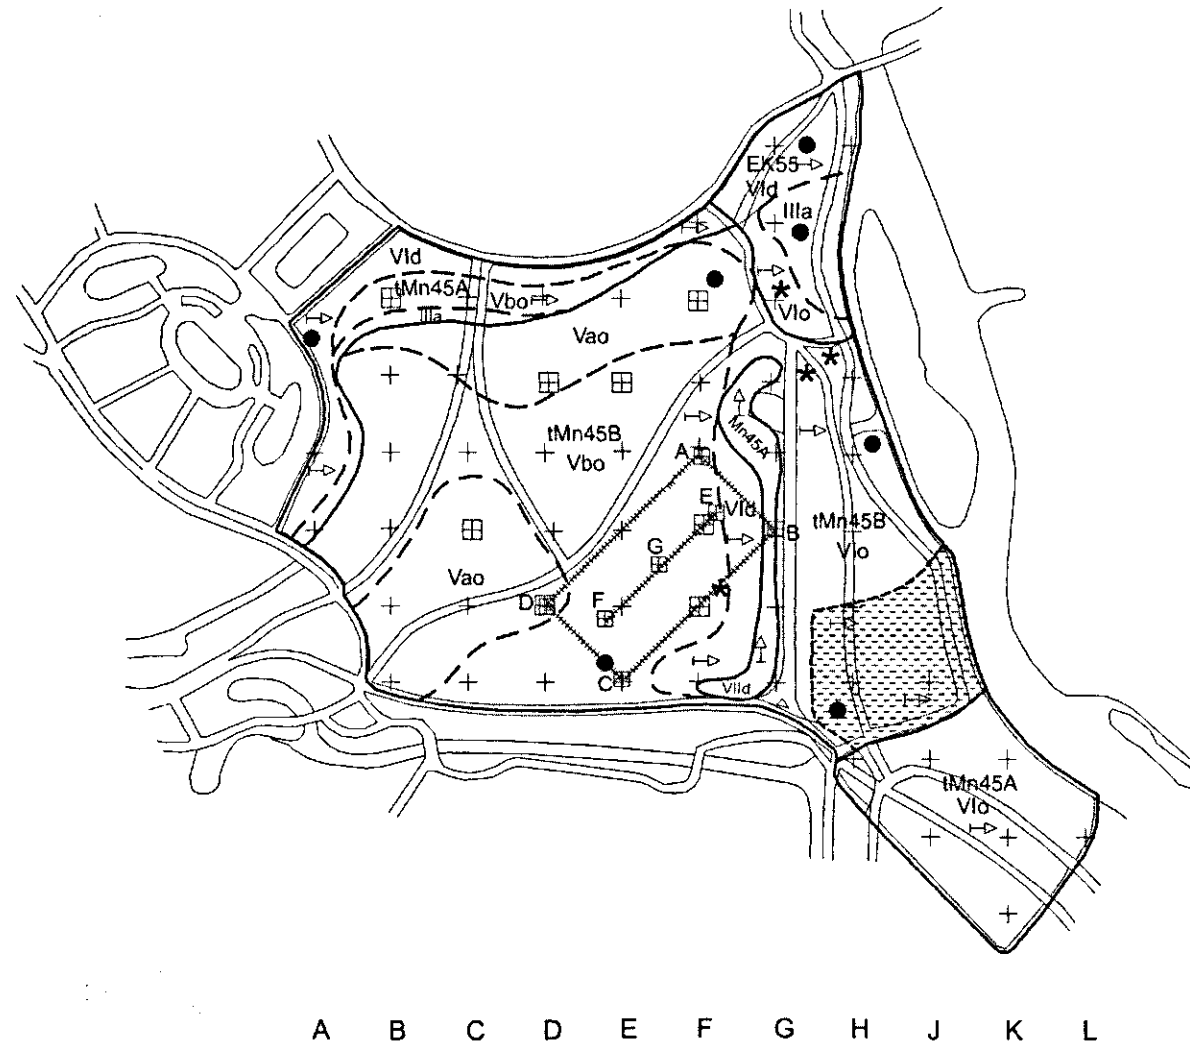 EK55
VId
IIIa
VId
tMn45A
Vbo
VIo
IIIa
Vao
Mn45A
tMn45B
Vbo
A
E
VId
tMn45B
VIo
B
G
Vao
D
F
C
VIId
tMn45A
VIo
A B C D E F G H J K L